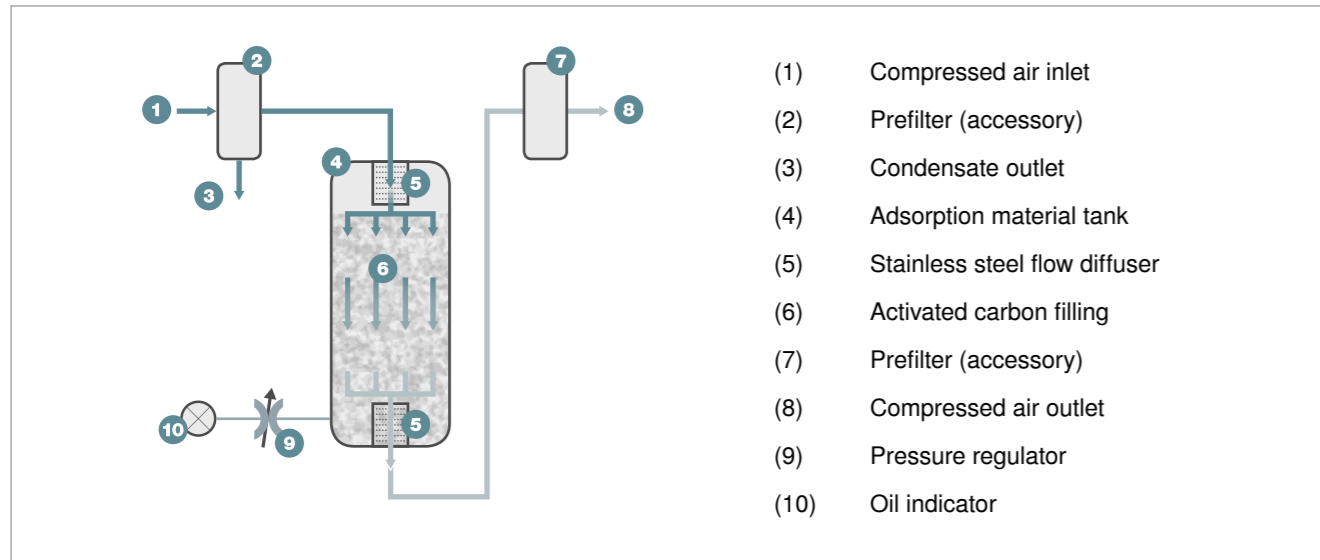 2
7
1
8
4
5
3
6
5
10
9
(1) Compressed air inlet
(2) Prefilter (accessory)
(3) Condensate outlet
(4) Adsorption material tank
(5) Stainless steel flow diffuser
(6) Activated carbon filling
(7) Prefilter (accessory)
(8) Compressed air outlet
(9) Pressure regulator
(10) Oil indicator